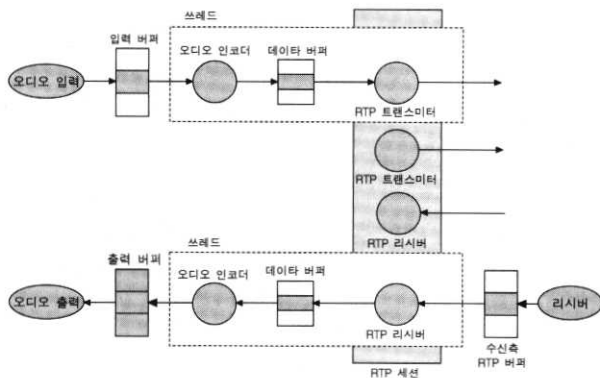 쓰레드
입력 버퍼
오디오 인코더
데이타 버퍼
오디오 입력
RTP 트랜스미터
RTP 트랜스미터
RTP 리시버
쓰레드
출력 버퍼
오디오 인코더
데이타 버퍼
오디오 출력
리시버
RTP 리시버
수신측
RTP 버퍼
RTP 세션